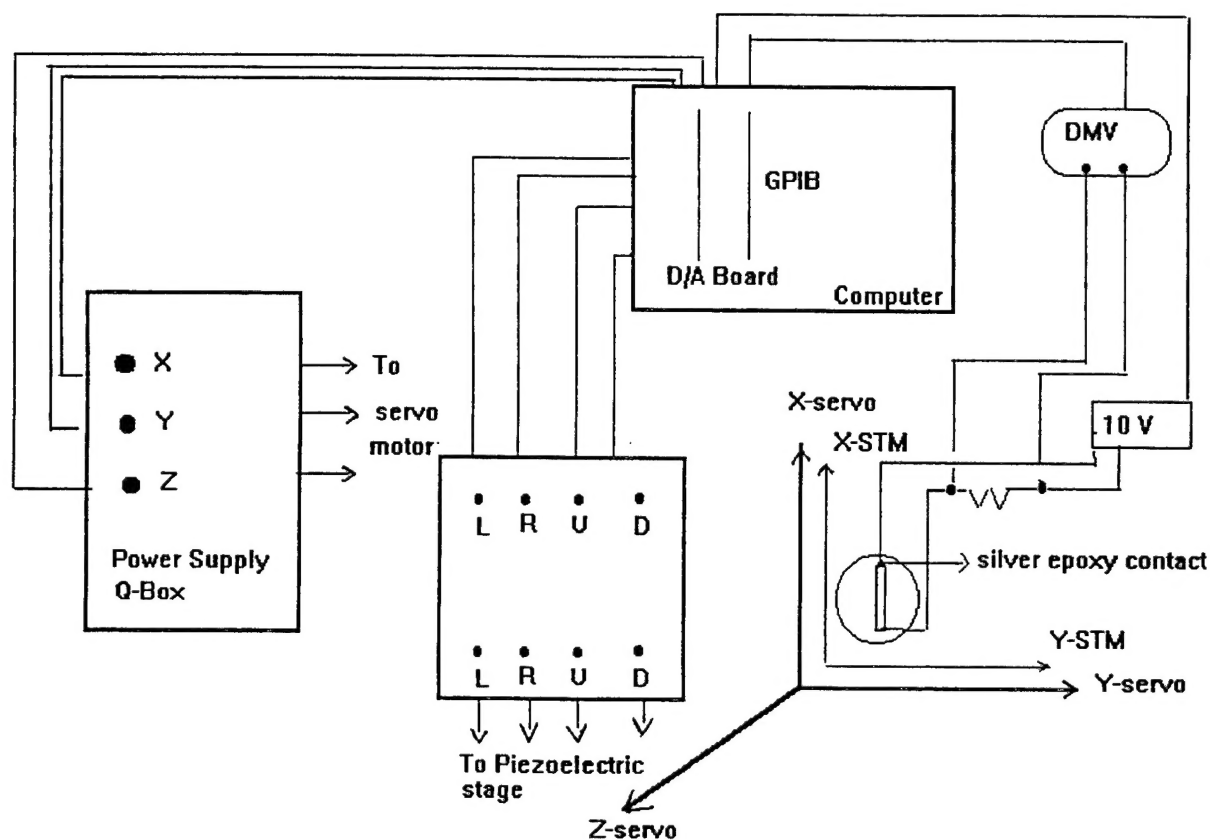 DMV
GPIB
D/A Board
Computer
X
Y
Z
To
servo
motor
Power Supply
Q-Box
L R U D
L R U D
To Piezoelectric
stage
X-servo
X-STM
10 V
silver epoxy contact
Y-STM
Y-servo
Z-servo